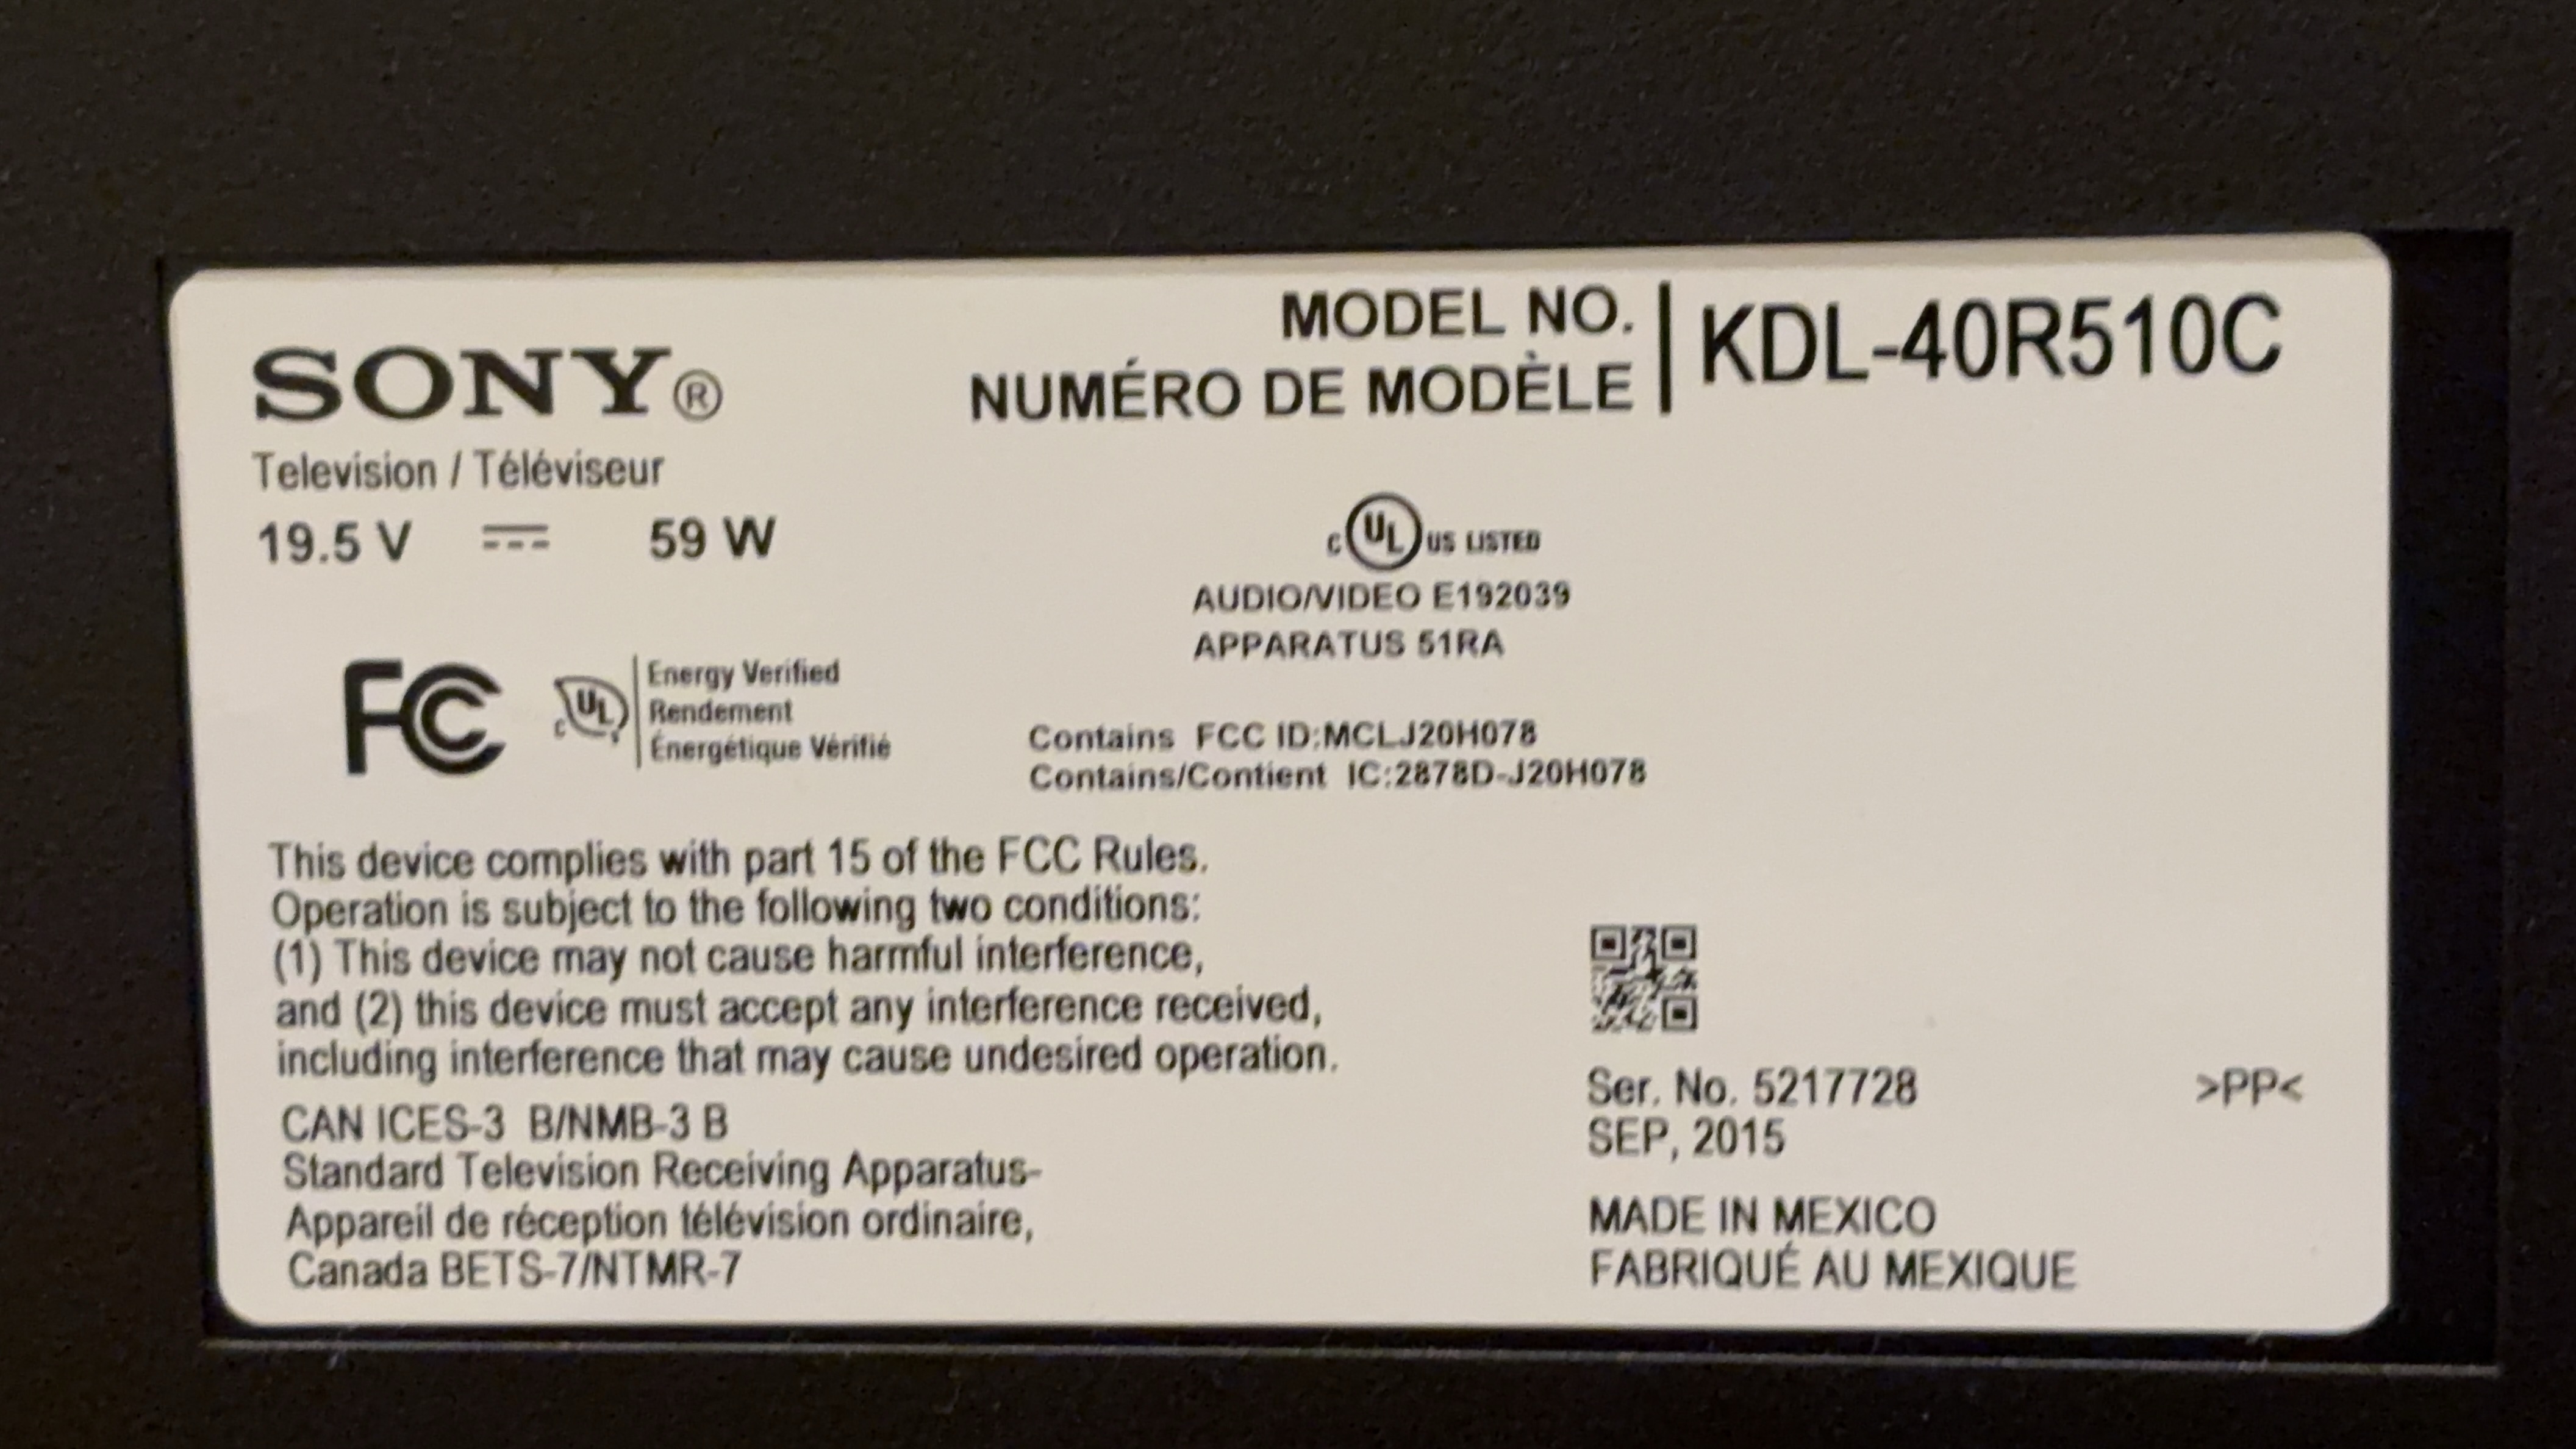 SONY®
MODEL NO.
NUMÉRO DE MODÈLE
KDL-40R510C
Television / Téléviseur
19.5 V ⎓ 59 W
c UL US LISTED
AUDIO/VIDEO E192039
APPARATUS 51RA
FC
c UL
Energy Verified
Rendement
Énergétique Vérifié
Contains FCC ID:MCLJ20H078
Contains/Contient IC:2878D-J20H078
This device complies with part 15 of the FCC Rules.
Operation is subject to the following two conditions:
(1) This device may not cause harmful interference,
and (2) this device must accept any interference received,
including interference that may cause undesired operation.
CAN ICES-3 B/NMB-3 B
Standard Television Receiving Apparatus-
Appareil de réception télévision ordinaire,
Canada BETS-7/NTMR-7
Ser. No. 5217728
SEP, 2015
>PP<
MADE IN MEXICO
FABRIQUÉ AU MEXIQUE